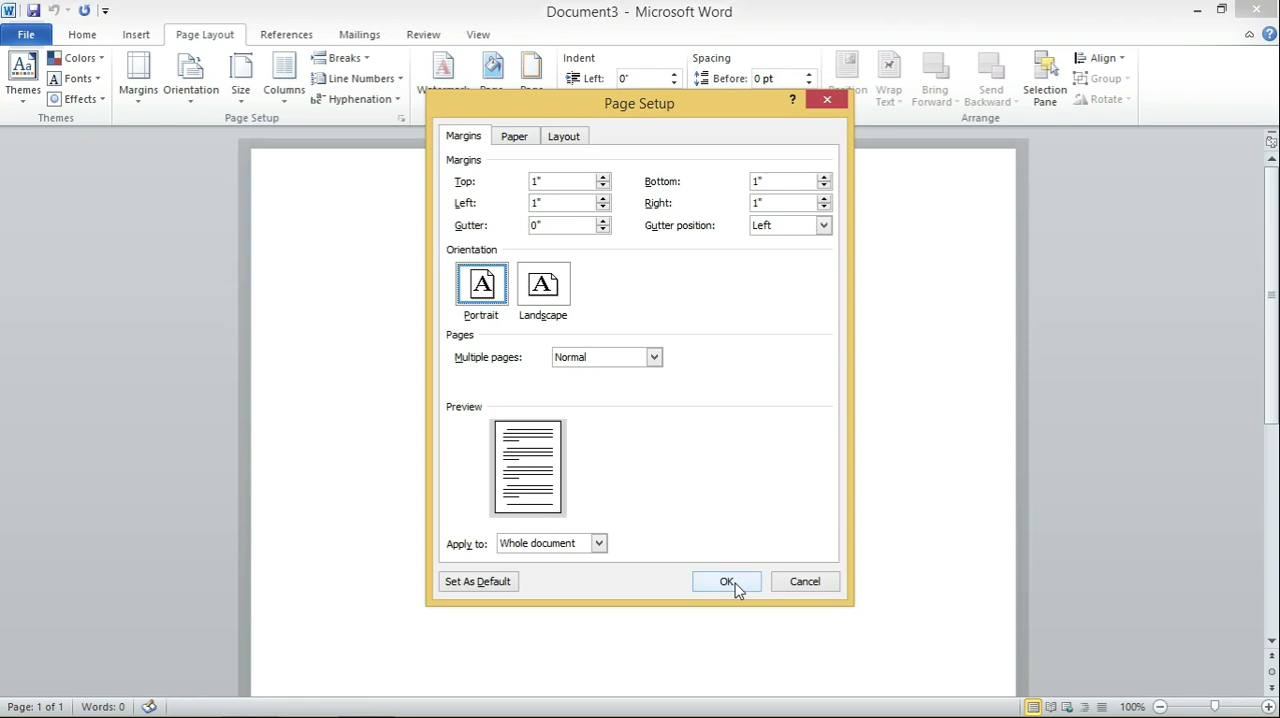 Document3 - Microsoft Word
File Home Insert Page Layout References Mailings Review View
Themes
Colors
Fonts
Effects
Themes
Margins Orientation Size Columns
Breaks
Line Numbers
Hyphenation
Page Setup
Indent
Left: 0"
Spacing
Before: 0 pt
Position
Wrap Text
Bring Forward
Send Backward
Selection Pane
Align
Group
Rotate
Arrange
Page Setup
?
Margins Paper Layout
Margins
Top: 1" Bottom: 1"
Left: 1" Right: 1"
Gutter: 0" Gutter position: Left
Orientation
A A
Portrait Landscape
Pages
Multiple pages: Normal
Preview
Apply to: Whole document
Set As Default OK Cancel
Page: 1 of 1 Words: 0 100%